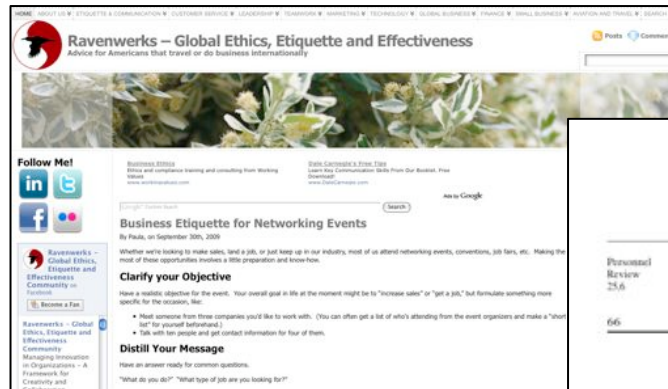 HOME ABOUT US ETIQUETTE & COMMUNICATION CUSTOMER SERVICE LEADERSHIP TEAMWORK MARKETING TECHNOLOGY GLOBAL BUSINESS FINANCE SMALL BUSINESS AVIATION AND TRAVEL
Ravenwerks – Global Ethics, Etiquette and Effectiveness
Advice for Americans that travel or do business internationally
Posts
Follow Me!
Business Ethics
Ethics and compliance training and consulting from Working
Values
www.workingvalues.com
Dale Carnegie's Free Tips
Learn Key Communication Skills From Our Booklet. Free
Download!
www.DaleCarnegie.com
Ads by Google
Search
Business Etiquette for Networking Events
By Paula, on September 30th, 2009
Whether we're looking to make sales, land a job, or just keep up in our industry, most of us attend networking events, conventions, job fairs, etc. Making the
most of these opportunities involves a little preparation and know-how.
Clarify your Objective
Have a realistic objective for the event. Your overall goal in life at the moment might be to "increase sales" or "get a job," but formulate something more
specific for the occasion, like:
• Meet someone from three companies you'd like to work with. (You can often get a list of who's attending from the event organizers and make a "short
list" for yourself beforehand.)
• Talk with ten people and get contact information for four of them.
Distill Your Message
Have an answer ready for common questions.
"What do you do?" "What type of job are you looking for?"
Ravenwerks –
Global Ethics,
Etiquette and
Effectiveness
Community on
Facebook
Become a Fan
Ravenwerks – Global
Ethics, Etiquette and
Effectiveness
Community
Managing Innovation
in Organizations – A
Framework for
Creativity and
Personnel
Review
25,6
66